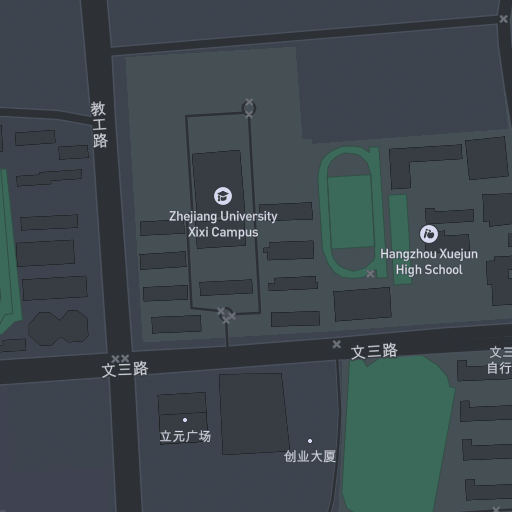 教工路
Zhejiang University
Xixi Campus
Hangzhou Xuejun
High School
文三路
文三路
文三
自行
立元广场
创业大厦